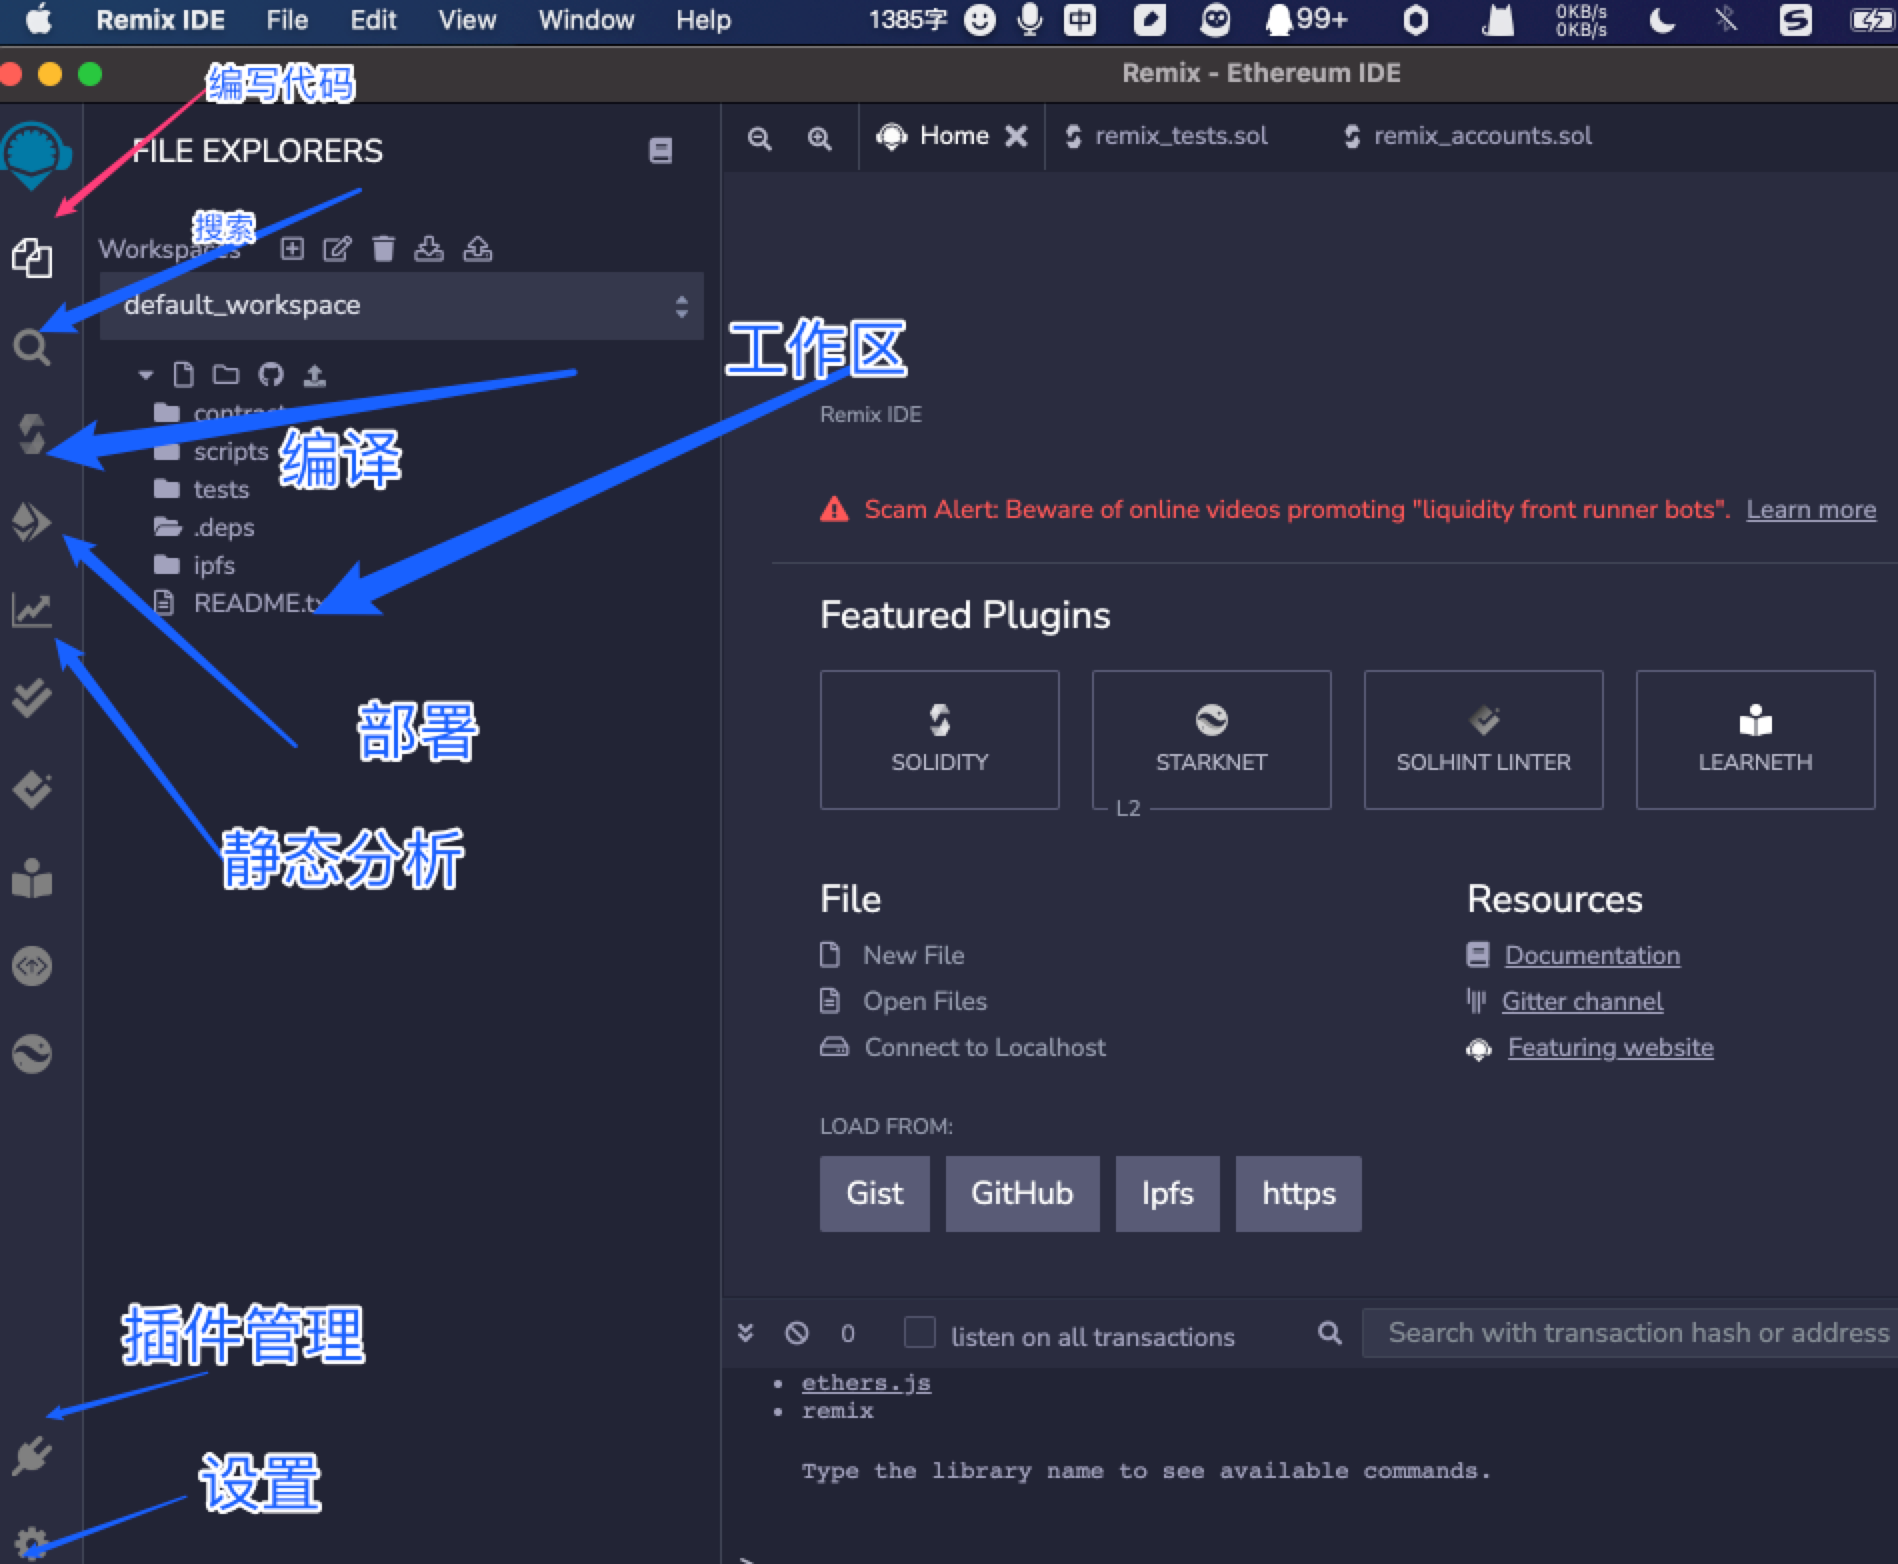 Remix IDE File Edit View Window Help 1385字 中 99+ 0KB/s
0KB/s
Remix - Ethereum IDE
编写代码
FILE EXPLORERS
Home remix_tests.sol remix_accounts.sol
搜索
Workspaces
default_workspace
工作区
contract
scripts
编译
tests
.deps
ipfs
README.tx
部署
静态分析
插件管理
设置
Remix IDE
Scam Alert: Beware of online videos promoting "liquidity front runner bots". Learn more
Featured Plugins
SOLIDITY
STARKNET
L2
SOLHINT LINTER
LEARNETH
File
New File
Open Files
Connect to Localhost
Resources
Documentation
Gitter channel
Featuring website
LOAD FROM:
Gist GitHub Ipfs https
0 listen on all transactions Search with transaction hash or address
• ethers.js
• remix
Type the library name to see available commands.
>